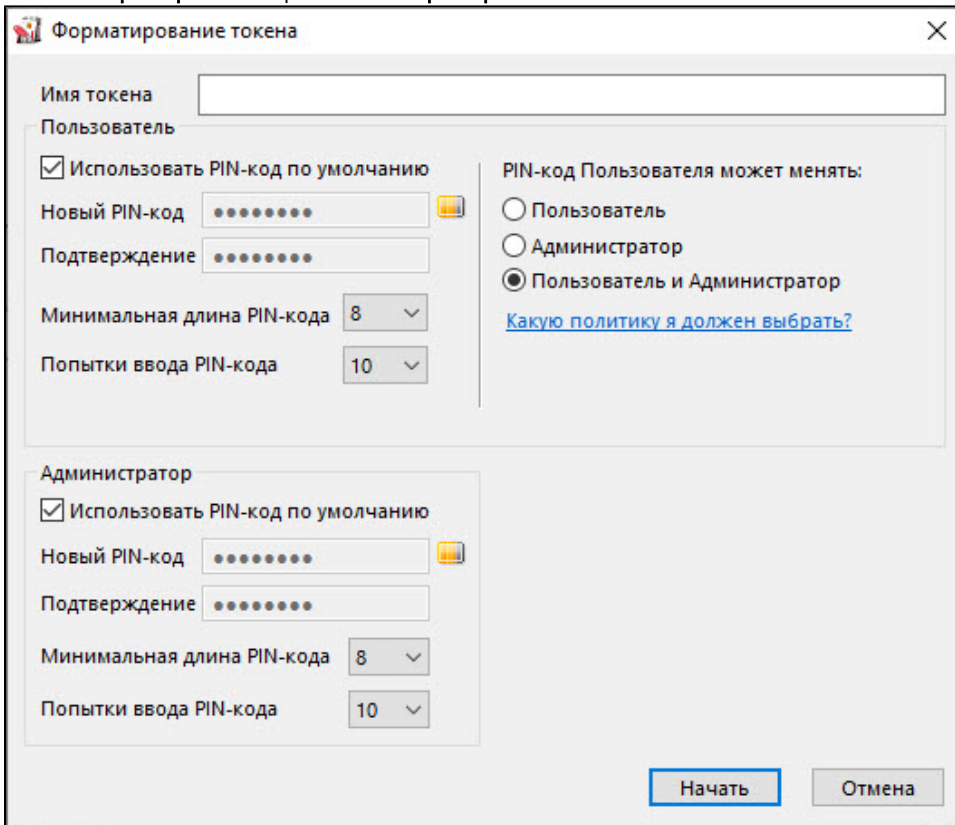 Форматирование токена
Имя токена
Пользователь
Использовать PIN-код по умолчанию
Новый PIN-код ••••••••
Подтверждение ••••••••
Минимальная длина PIN-кода 8
Попытки ввода PIN-кода 10
PIN-код Пользователя может менять:
Пользователь
Администратор
Пользователь и Администратор
Какую политику я должен выбрать?
Администратор
Использовать PIN-код по умолчанию
Новый PIN-код ••••••••
Подтверждение ••••••••
Минимальная длина PIN-кода 8
Попытки ввода PIN-кода 10
Начать Отмена